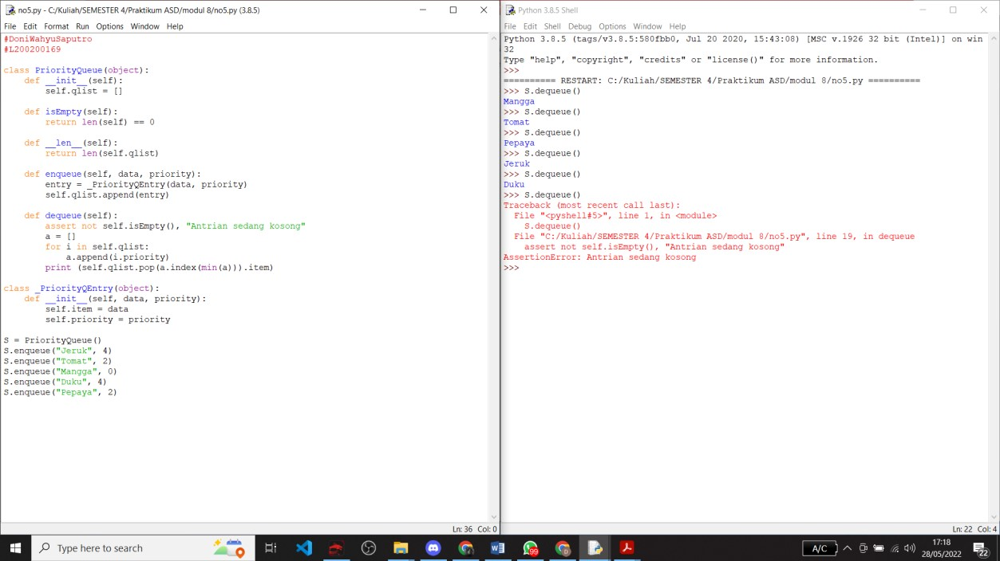 no5.py - C:/Kuliah/SEMESTER 4/Praktikum ASD/modul 8/no5.py (3.8.5)
File Edit Format Run Options Window Help
#DoniWahyuSaputro
#L200200169
class PriorityQueue(object):
    def __init__(self):
        self.qlist = []
    def isEmpty(self):
        return len(self) == 0
    def __len__(self):
        return len(self.qlist)
    def enqueue(self, data, priority):
        entry = _PriorityQEntry(data, priority)
        self.qlist.append(entry)
    def dequeue(self):
        assert not self.isEmpty(), "Antrian sedang kosong"
        a = []
        for i in self.qlist:
            a.append(i.priority)
        print (self.qlist.pop(a.index(min(a))).item)
class _PriorityQEntry(object):
    def __init__(self, data, priority):
        self.item = data
        self.priority = priority
S = PriorityQueue()
S.enqueue("Jeruk", 4)
S.enqueue("Tomat", 2)
S.enqueue("Mangga", 0)
S.enqueue("Duku", 4)
S.enqueue("Pepaya", 2)
Ln: 36 Col: 0
Python 3.8.5 Shell
File Edit Shell Debug Options Window Help
Python 3.8.5 (tags/v3.8.5:580fbb0, Jul 20 2020, 15:43:08) [MSC v.1926 32 bit (Intel)] on win
32
Type "help", "copyright", "credits" or "license()" for more information.
>>>
========== RESTART: C:/Kuliah/SEMESTER 4/Praktikum ASD/modul 8/no5.py ==========
>>> S.dequeue()
Mangga
>>> S.dequeue()
Tomat
>>> S.dequeue()
Pepaya
>>> S.dequeue()
Jeruk
>>> S.dequeue()
Duku
>>> S.dequeue()
Traceback (most recent call last):
  File "<pyshell#5>", line 1, in <module>
    S.dequeue()
  File "C:/Kuliah/SEMESTER 4/Praktikum ASD/modul 8/no5.py", line 19, in dequeue
    assert not self.isEmpty(), "Antrian sedang kosong"
AssertionError: Antrian sedang kosong
>>>
Ln: 22 Col: 4
Type here to search
99
A/C
17:18
28/05/2022
22